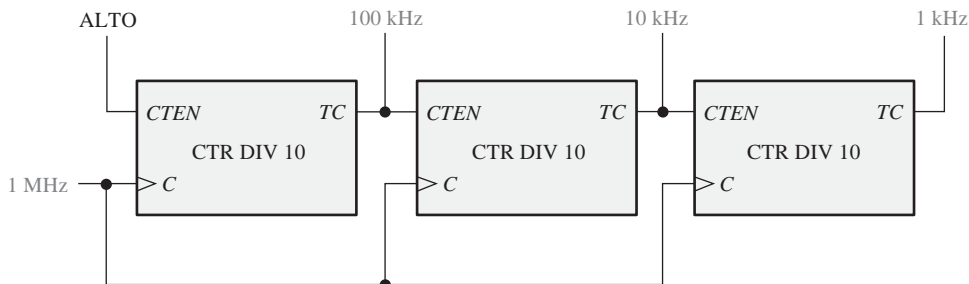 ALTO 100 kHz 10 kHz 1 kHz
CTEN TC CTEN TC CTEN TC
CTR DIV 10 CTR DIV 10 CTR DIV 10
1 MHz C C C